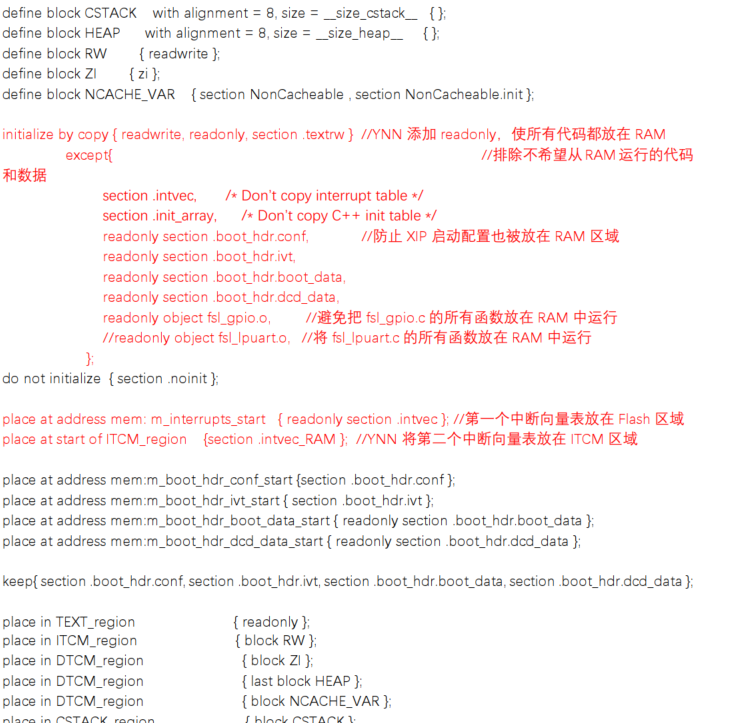 define block CSTACK with alignment = 8, size = __size_cstack__ { };
define block HEAP with alignment = 8, size = __size_heap__ { };
define block RW { readwrite };
define block ZI { zi };
define block NCACHE_VAR { section NonCacheable , section NonCacheable.init };
initialize by copy { readwrite, readonly, section .textrw } //YNN 添加 readonly，使所有代码都放在 RAM
except{ //排除不希望从 RAM 运行的代码
和数据
section .intvec, /* Don't copy interrupt table */
section .init_array, /* Don't copy C++ init table */
readonly section .boot_hdr.conf, //防止 XIP 启动配置也被放在 RAM 区域
readonly section .boot_hdr.ivt,
readonly section .boot_hdr.boot_data,
readonly section .boot_hdr.dcd_data,
readonly object fsl_gpio.o, //避免把 fsl_gpio.c 的所有函数放在 RAM 中运行
//readonly object fsl_lpuart.o, //将 fsl_lpuart.c 的所有函数放在 RAM 中运行
};
do not initialize { section .noinit };
place at address mem: m_interrupts_start { readonly section .intvec }; //第一个中断向量表放在 Flash 区域
place at start of ITCM_region {section .intvec_RAM }; //YNN 将第二个中断向量表放在 ITCM 区域
place at address mem:m_boot_hdr_conf_start {section .boot_hdr.conf };
place at address mem:m_boot_hdr_ivt_start { section .boot_hdr.ivt };
place at address mem:m_boot_hdr_boot_data_start { readonly section .boot_hdr.boot_data };
place at address mem:m_boot_hdr_dcd_data_start { readonly section .boot_hdr.dcd_data };
keep{ section .boot_hdr.conf, section .boot_hdr.ivt, section .boot_hdr.boot_data, section .boot_hdr.dcd_data };
place in TEXT_region { readonly };
place in ITCM_region { block RW };
place in DTCM_region { block ZI };
place in DTCM_region { last block HEAP };
place in DTCM_region { block NCACHE_VAR };
place in CSTACK_region { block CSTACK };